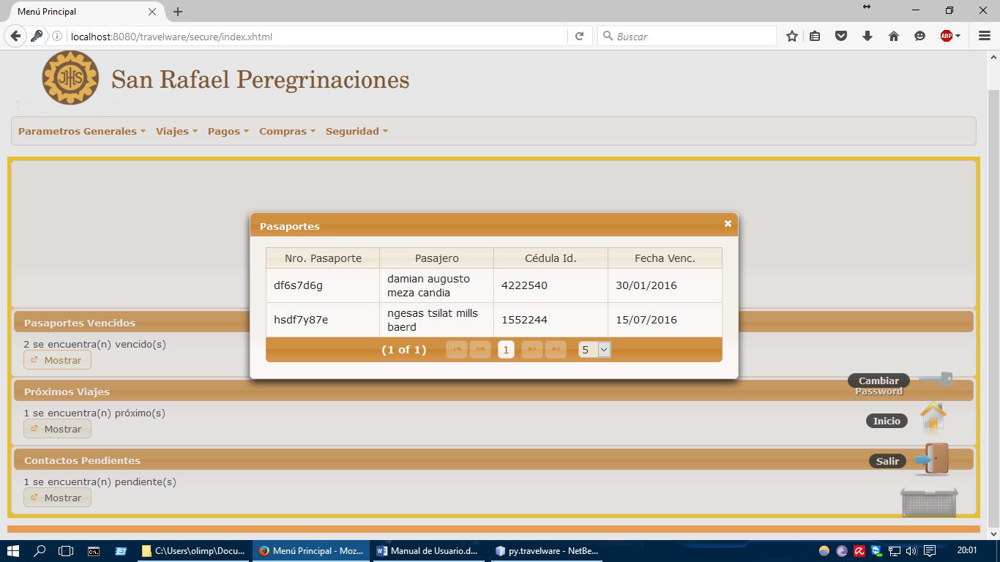 Menú Principal
localhost:8080/travelware/secure/index.xhtml
Buscar
ABP
JHS
San Rafael Peregrinaciones
Parametros Generales Viajes Pagos Compras Seguridad
Pasaportes
Nro. Pasaporte Pasajero Cédula Id. Fecha Venc.
df6s7d6g damian augusto meza candia 4222540 30/01/2016
hsdf7y87e ngesas tsilat mills baerd 1552244 15/07/2016
(1 of 1) 1 5
Pasaportes Vencidos
2 se encuentra(n) vencido(s)
Mostrar
Cambiar
Password
Próximos Viajes
1 se encuentra(n) próximo(s)
Mostrar
Inicio
Contactos Pendientes
Salir
1 se encuentra(n) pendiente(s)
Mostrar
C:\Users\olimp\Docu... Menú Principal - Moz... Manual de Usuario.d... py.travelware - NetBe... 20:01